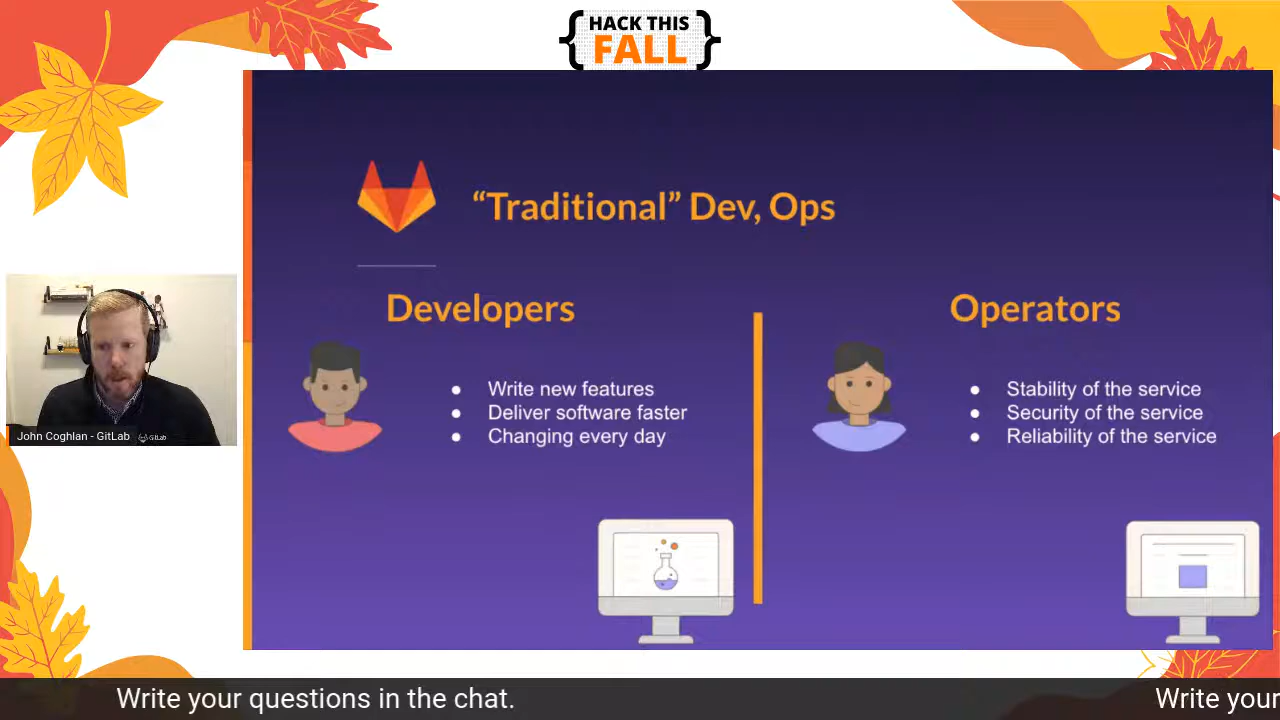 { HACK THIS }
FALL
“Traditional” Dev, Ops
Developers
● Write new features
● Deliver software faster
● Changing every day
Operators
● Stability of the service
● Security of the service
● Reliability of the service
John Coghlan - GitLab GitLab
Write your questions in the chat.
Write your